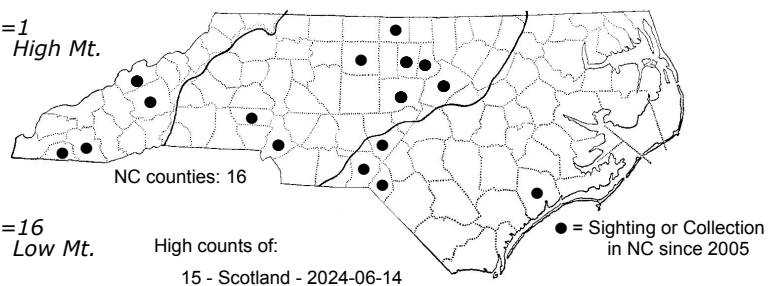 =1
High Mt.
NC counties: 16
=16
Low Mt.
High counts of:
15 - Scotland - 2024-06-14
● = Sighting or Collection
in NC since 2005